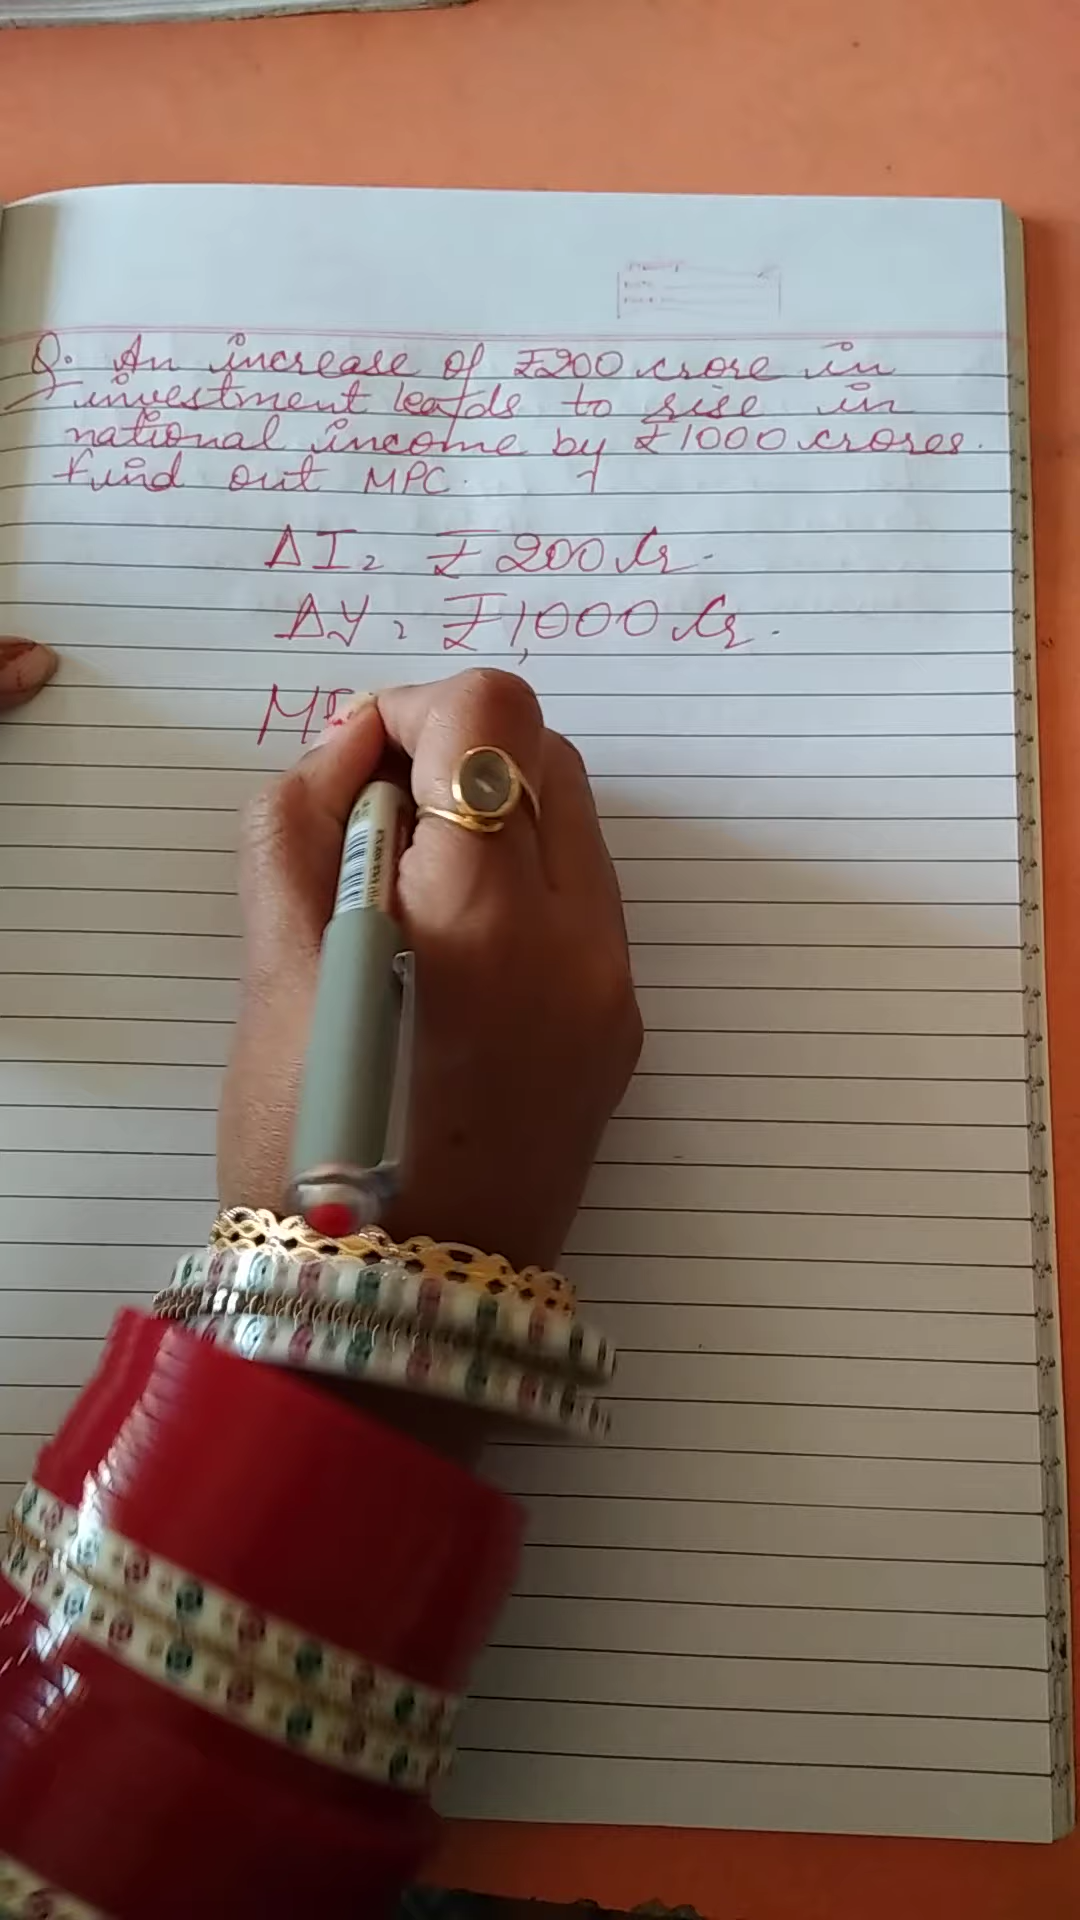 Q. An increase of ₹200 crore in
investment leads to rise in
national income by ₹1000 crores.
Find out MPC.
ΔI = ₹ 200 Cr.
ΔY = ₹1,000 Cr.
MP